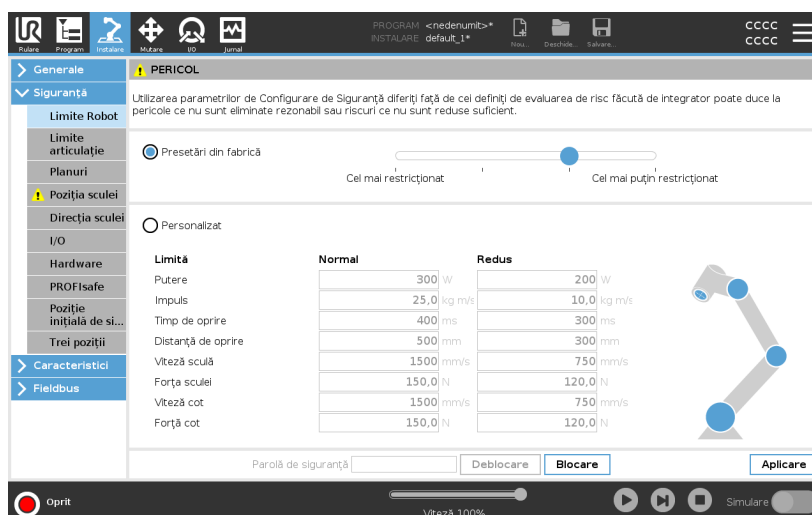 UR
PROGRAM <nedenumit>*
INSTALARE default_1*
CCCC
CCCC
Rulare Program Instalare Mutare I/O Jurnal Nou... Deschide... Salvare...
Generale
Siguranță
Limite Robot
Limite
articulație
Planuri
Poziția sculei
Direcția sculei
I/O
Hardware
PROFIsafe
Poziție
inițială de si...
Trei poziții
Caracteristici
Fieldbus
PERICOL
Utilizarea parametrilor de Configurare de Siguranță diferiți față de cei definiți de evaluarea de risc făcută de integrator poate duce la
pericole ce nu sunt eliminate rezonabil sau riscuri ce nu sunt reduse suficient.
Presetări din fabrică
Cel mai restricționat Cel mai puțin restricționat
Personalizat
Limită Normal Redus
Putere 300 W 200 W
Impuls 25,0 kg m/s 10,0 kg m/s
Timp de oprire 400 ms 300 ms
Distanță de oprire 500 mm 300 mm
Viteză sculă 1500 mm/s 750 mm/s
Forța sculei 150,0 N 120,0 N
Viteză cot 1500 mm/s 750 mm/s
Forță cot 150,0 N 120,0 N
Parolă de siguranță Deblocare Blocare Aplicare
Oprit
Viteză 100%
Simulare